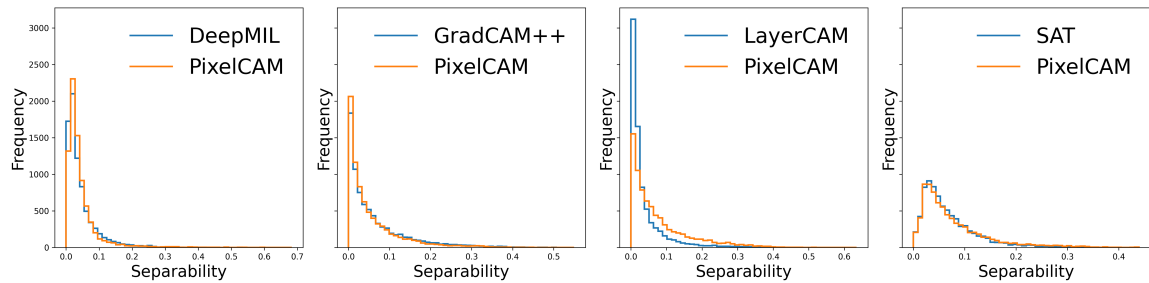 DeepMIL
PixelCAM
3000
2500
2000
1500
1000
500
0
Frequency
0.0 0.1 0.2 0.3 0.4 0.5 0.6 0.7
Separability
GradCAM++
PixelCAM
Frequency
0.0 0.1 0.2 0.3 0.4 0.5
Separability
LayerCAM
PixelCAM
Frequency
0.0 0.1 0.2 0.3 0.4 0.5 0.6
Separability
SAT
PixelCAM
Frequency
0.0 0.1 0.2 0.3 0.4
Separability